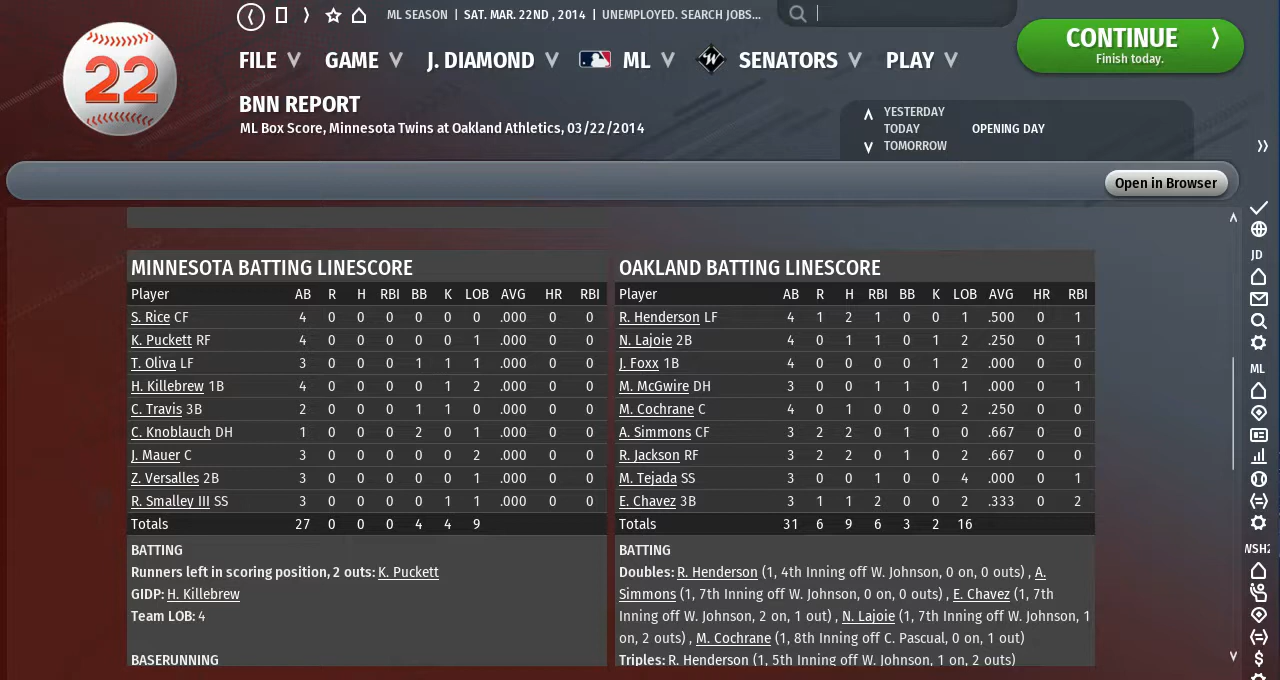 ML SEASON | SAT. MAR. 22ND , 2014 | UNEMPLOYED. SEARCH JOBS...
22
FILE GAME J. DIAMOND ML SENATORS PLAY
CONTINUE
Finish today.
BNN REPORT
ML Box Score, Minnesota Twins at Oakland Athletics, 03/22/2014
YESTERDAY
TODAY OPENING DAY
TOMORROW
Open in Browser
MINNESOTA BATTING LINESCORE
Player AB R H RBI BB K LOB AVG HR RBI
S. Rice CF 4 0 0 0 0 0 0 .000 0 0
K. Puckett RF 4 0 0 0 0 0 1 .000 0 0
T. Oliva LF 3 0 0 0 1 1 1 .000 0 0
H. Killebrew 1B 4 0 0 0 0 1 2 .000 0 0
C. Travis 3B 2 0 0 0 1 1 0 .000 0 0
C. Knoblauch DH 1 0 0 0 2 0 1 .000 0 0
J. Mauer C 3 0 0 0 0 0 2 .000 0 0
Z. Versalles 2B 3 0 0 0 0 0 1 .000 0 0
R. Smalley III SS 3 0 0 0 0 1 1 .000 0 0
Totals 27 0 0 0 4 4 9
BATTING
Runners left in scoring position, 2 outs: K. Puckett
GIDP: H. Killebrew
Team LOB: 4
BASERUNNING
OAKLAND BATTING LINESCORE
Player AB R H RBI BB K LOB AVG HR RBI
R. Henderson LF 4 1 2 1 0 0 1 .500 0 1
N. Lajoie 2B 4 0 1 1 0 1 2 .250 0 1
J. Foxx 1B 4 0 0 0 0 1 2 .000 0 0
M. McGwire DH 3 0 0 1 1 0 1 .000 0 1
M. Cochrane C 4 0 1 0 0 0 2 .250 0 0
A. Simmons CF 3 2 2 0 1 0 0 .667 0 0
R. Jackson RF 3 2 2 0 1 0 2 .667 0 0
M. Tejada SS 3 0 0 1 0 0 4 .000 0 1
E. Chavez 3B 3 1 1 2 0 0 2 .333 0 2
Totals 31 6 9 6 3 2 16
BATTING
Doubles: R. Henderson (1, 4th Inning off W. Johnson, 0 on, 0 outs) , A.
Simmons (1, 7th Inning off W. Johnson, 0 on, 0 outs) , E. Chavez (1, 7th
Inning off W. Johnson, 2 on, 1 out) , N. Lajoie (1, 7th Inning off W. Johnson, 1
on, 2 outs) , M. Cochrane (1, 8th Inning off C. Pascual, 0 on, 1 out)
Triples: R. Henderson (1, 5th Inning off W. Johnson, 1 on, 2 outs)
JD
ML